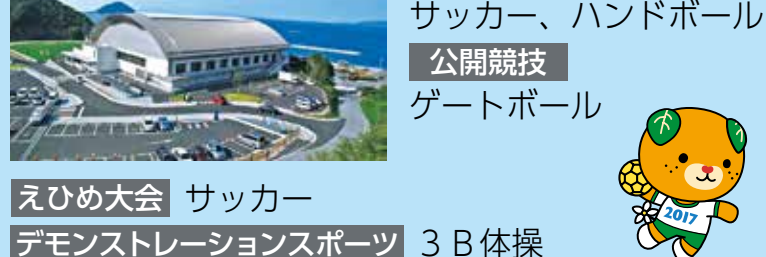 サッカー、ハンドボール
公開競技
ゲートボール
えひめ大会 サッカー
デモンストレーションスポーツ 3B体操
2017